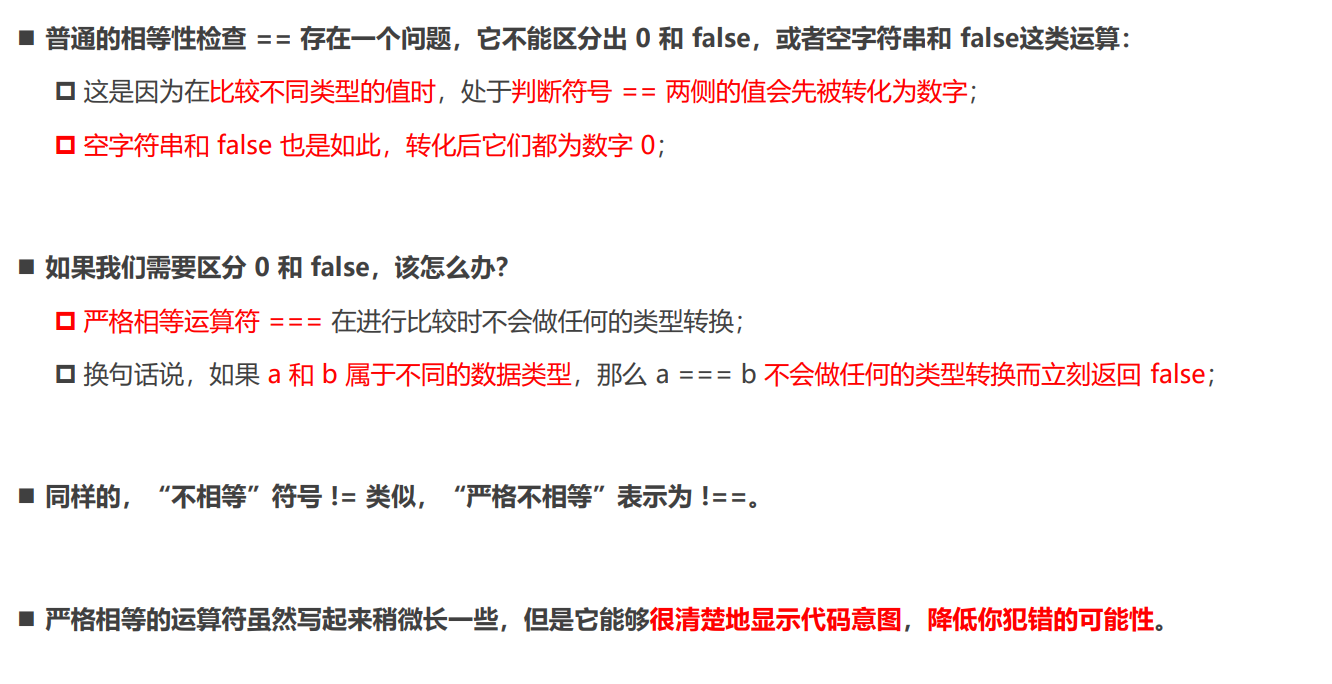 普通的相等性检查 == 存在一个问题，它不能区分出 0 和 false，或者空字符串和 false这类运算：
这是因为在比较不同类型的值时，处于判断符号 == 两侧的值会先被转化为数字；
空字符串和 false 也是如此，转化后它们都为数字 0；
如果我们需要区分 0 和 false，该怎么办？
严格相等运算符 === 在进行比较时不会做任何的类型转换；
换句话说，如果 a 和 b 属于不同的数据类型，那么 a === b 不会做任何的类型转换而立刻返回 false；
同样的，“不相等”符号 != 类似，“严格不相等”表示为 !==。
严格相等的运算符虽然写起来稍微长一些，但是它能够很清楚地显示代码意图，降低你犯错的可能性。